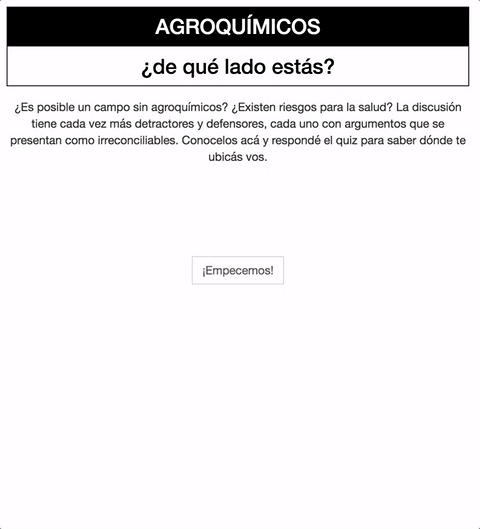 AGROQUÍMICOS
¿de qué lado estás?
¿Es posible un campo sin agroquímicos? ¿Existen riesgos para la salud? La discusión
tiene cada vez más detractores y defensores, cada uno con argumentos que se
presentan como irreconciliables. Conocelos acá y respondé el quiz para saber dónde te
ubicás vos.
¡Empecemos!